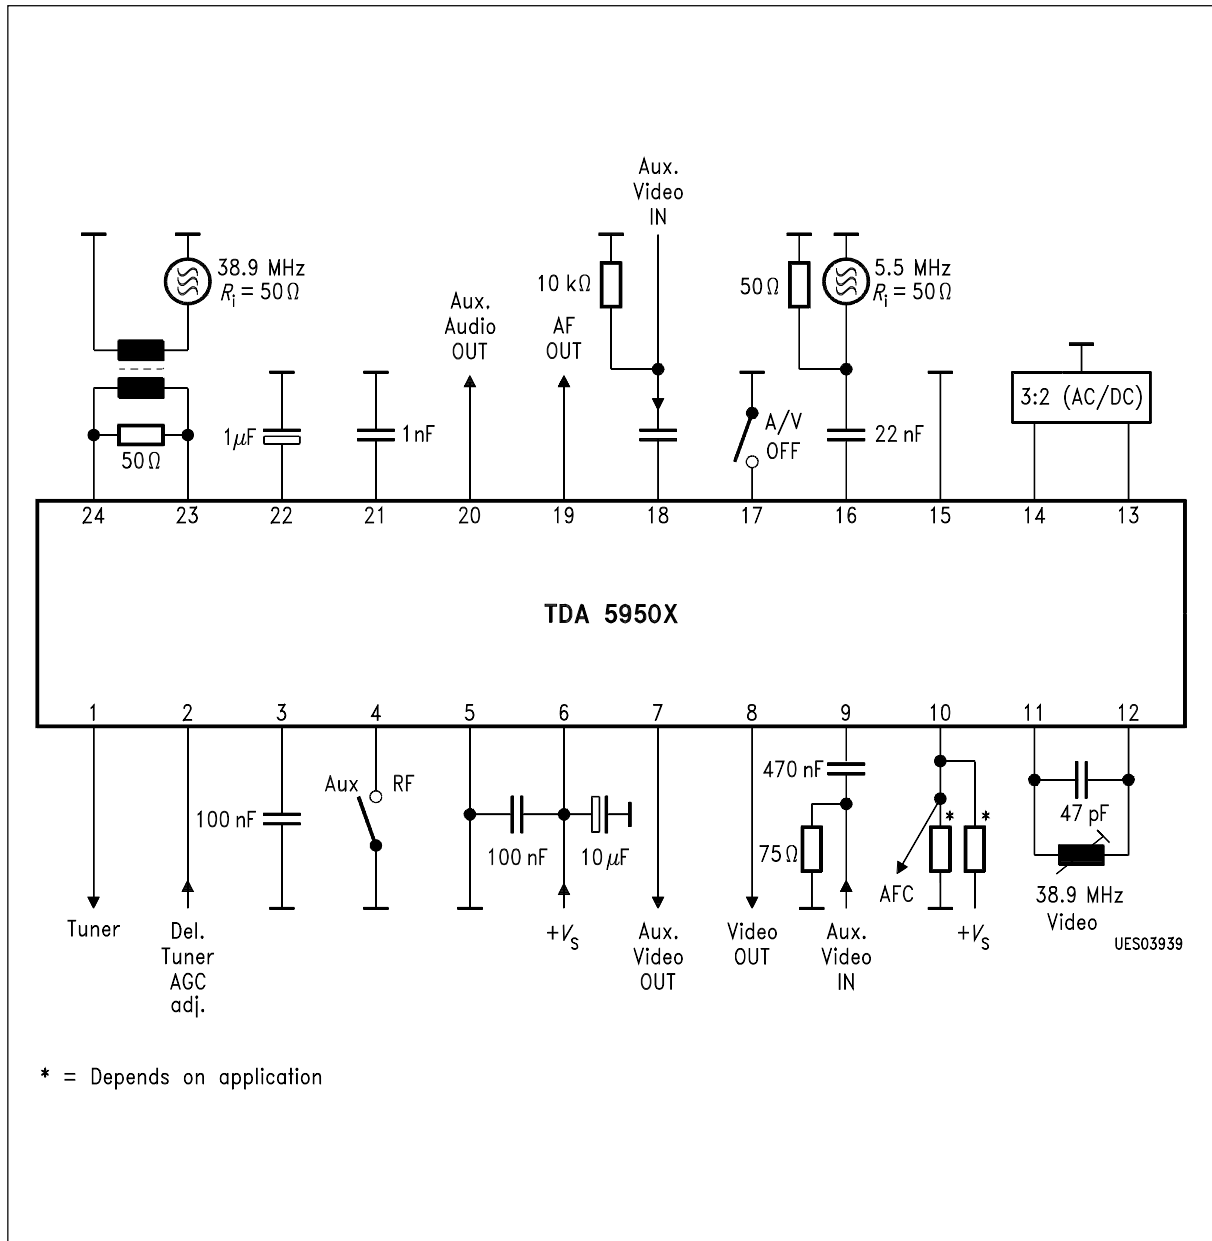 Aux.
Video
IN
38.9 MHz
Ri = 50 Ω
10 kΩ
50 Ω
5.5 MHz
Ri = 50 Ω
Aux.
Audio
OUT
AF
OUT
3:2 (AC/DC)
50 Ω
1 µF
1 nF
A/V
OFF
22 nF
24 23 22 21 20 19 18 17 16 15 14 13
TDA 5950X
1 2 3 4 5 6 7 8 9 10 11 12
100 nF
Aux RF
100 nF
10 µF
470 nF
75 Ω
* *
AFC
47 pF
38.9 MHz
Video
Tuner
Del.
Tuner
AGC
adj.
+VS
Aux.
Video
OUT
Video
OUT
Aux.
Video
IN
+VS
UES03939
* = Depends on application